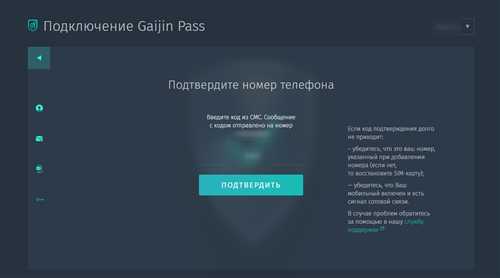 Подключение Gaijin Pass
Подтвердите номер телефона
Введите код из СМС. Сообщение
с кодом отправлено на номер
ПОДТВЕРДИТЬ
Если код подтверждения долго
не приходит:
– убедитесь, что это ваш номер,
указанный при добавлении
номера (если нет,
то восстановите SIM-карту);
— убедитесь, что Ваш
мобильный включен и есть
сигнал сотовой связи.
В случае проблем обратитесь
за помощью в нашу службу
поддержки